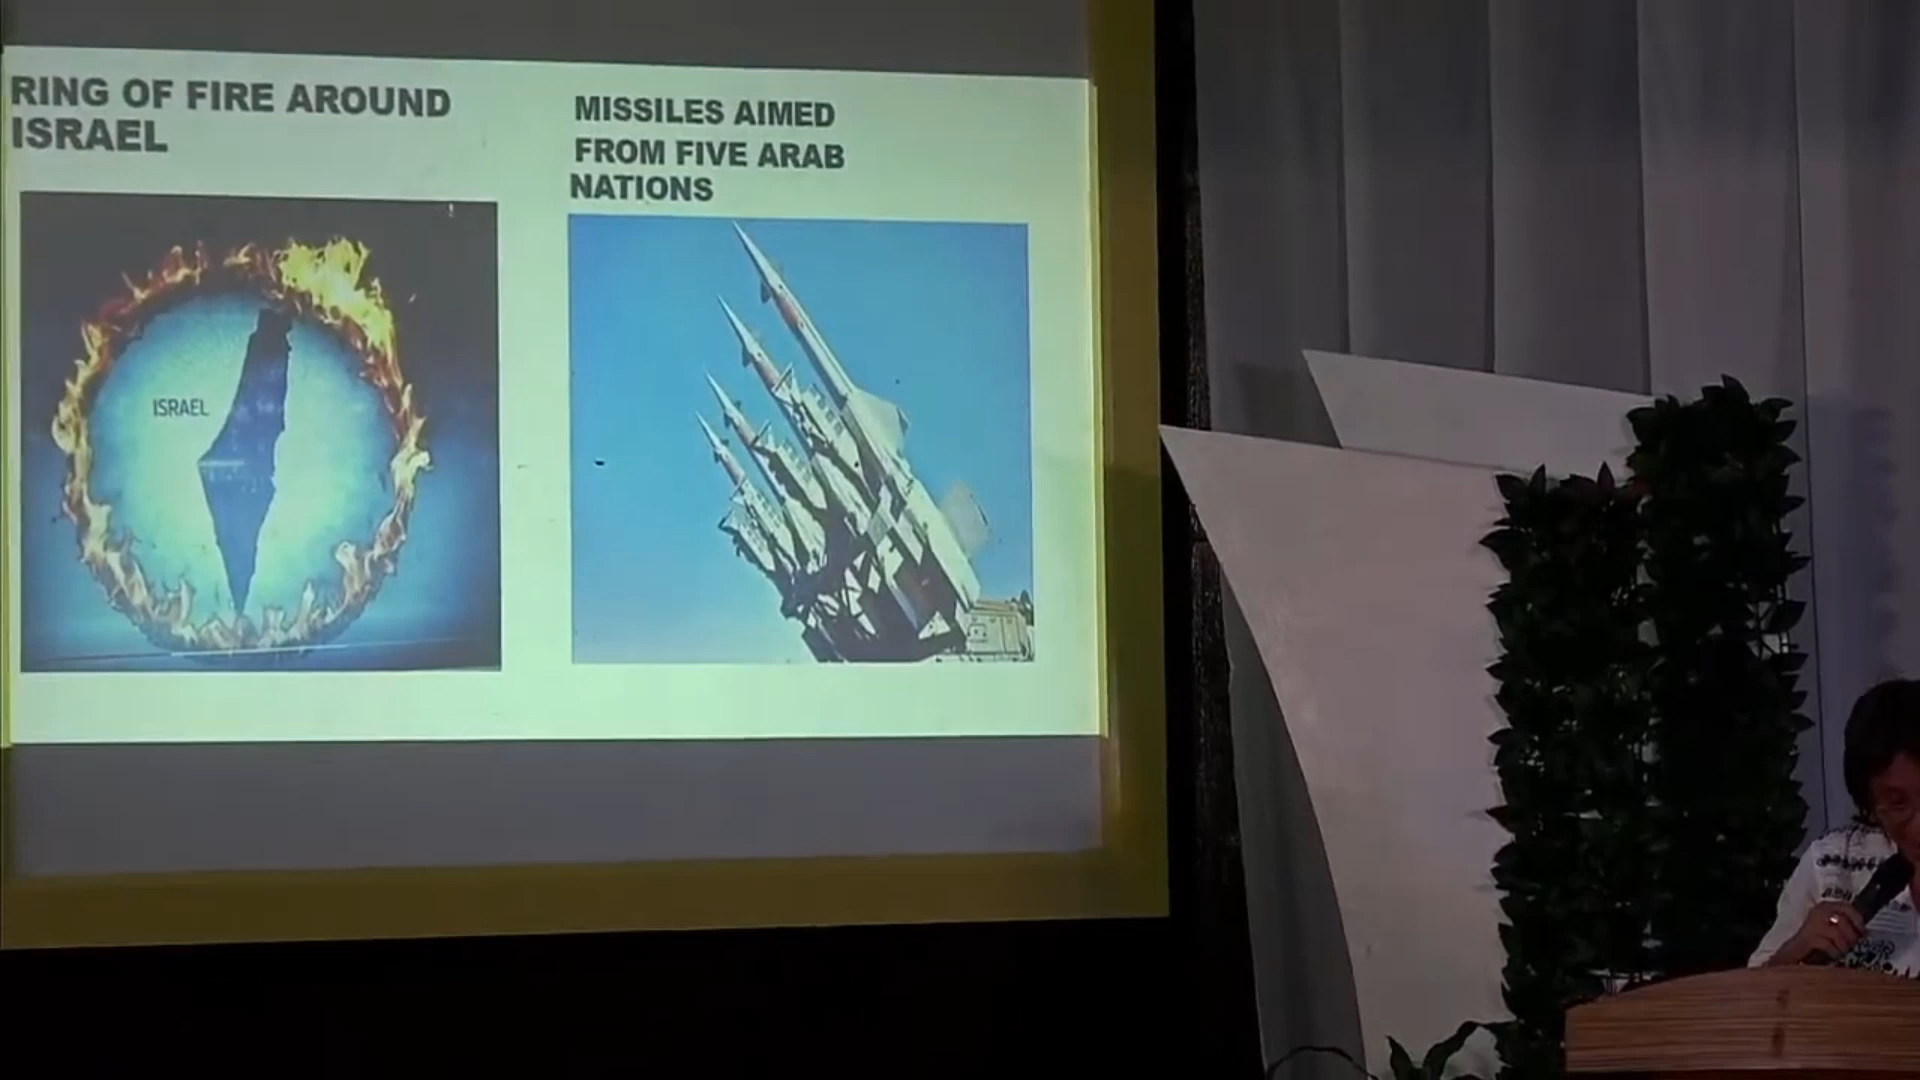 RING OF FIRE AROUND
ISRAEL
MISSILES AIMED
FROM FIVE ARAB
NATIONS
ISRAEL